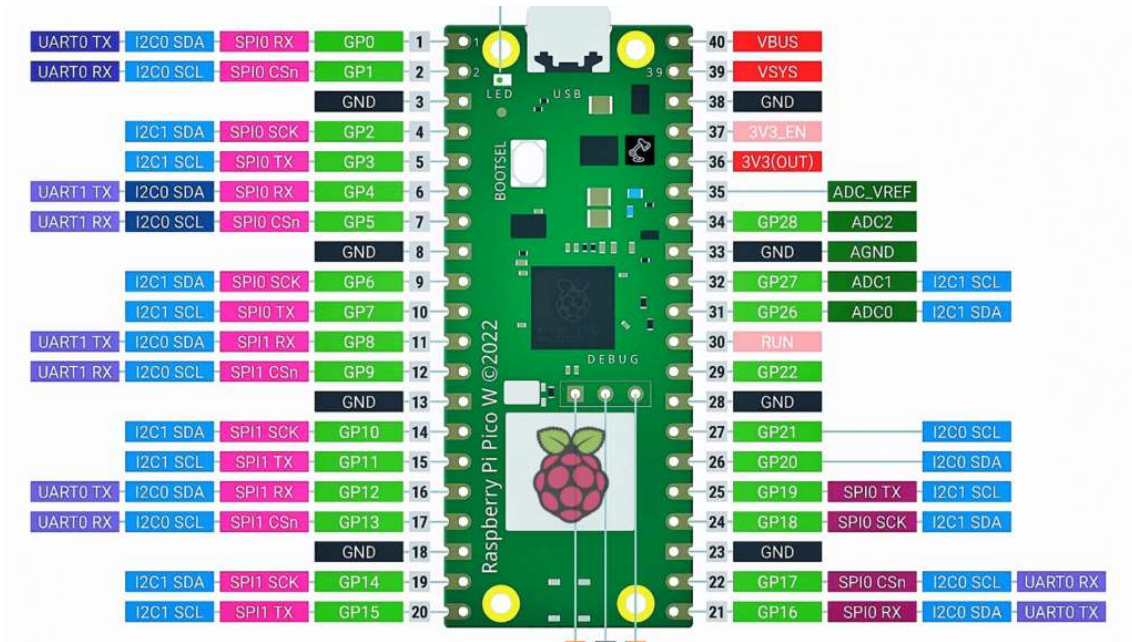 UART0 TX I2C0 SDA SPI0 RX GP0 1 1 40 VBUS
UART0 RX I2C0 SCL SPI0 CSn GP1 2 2 39 39 VSYS
GND 3 LED USB 38 GND
I2C1 SDA SPI0 SCK GP2 4 37 3V3_EN
I2C1 SCL SPI0 TX GP3 5 BOOTSEL 36 3V3(OUT)
UART1 TX I2C0 SDA SPI0 RX GP4 6 35 ADC_VREF
UART1 RX I2C0 SCL SPI0 CSn GP5 7 34 GP28 ADC2
GND 8 33 GND AGND
I2C1 SDA SPI0 SCK GP6 9 32 GP27 ADC1 I2C1 SCL
I2C1 SCL SPI0 TX GP7 10 31 GP26 ADC0 I2C1 SDA
UART1 TX I2C0 SDA SPI1 RX GP8 11 30 RUN
UART1 RX I2C0 SCL SPI1 CSn GP9 12 DEBUG 29 GP22
GND 13 28 GND
I2C1 SDA SPI1 SCK GP10 14 27 GP21 I2C0 SCL
I2C1 SCL SPI1 TX GP11 15 26 GP20 I2C0 SDA
UART0 TX I2C0 SDA SPI1 RX GP12 16 25 GP19 SPI0 TX I2C1 SCL
UART0 RX I2C0 SCL SPI1 CSn GP13 17 24 GP18 SPI0 SCK I2C1 SDA
GND 18 23 GND
I2C1 SDA SPI1 SCK GP14 19 22 GP17 SPI0 CSn I2C0 SCL UART0 RX
I2C1 SCL SPI1 TX GP15 20 21 GP16 SPI0 RX I2C0 SDA UART0 TX
Raspberry Pi Pico W ©2022